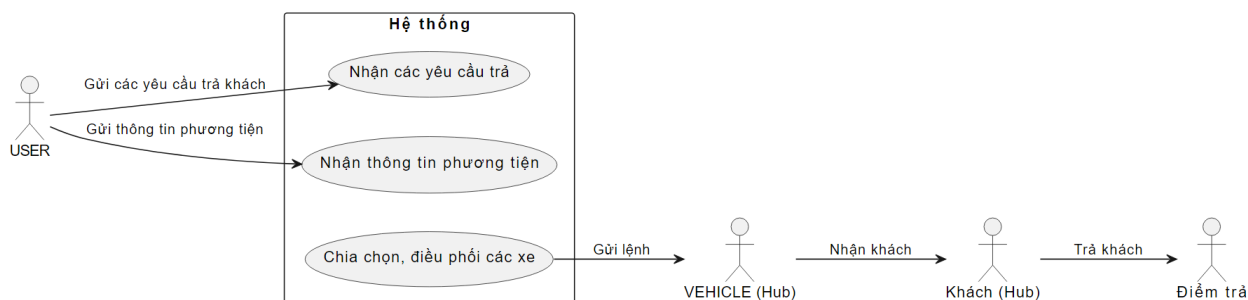 Hệ thống
Nhận các yêu cầu trả
Gửi các yêu cầu trả khách
Gửi thông tin phương tiện
USER
Nhận thông tin phương tiện
Chia chọn, điều phối các xe
Gửi lệnh
VEHICLE (Hub)
Nhận khách
Khách (Hub)
Trả khách
Điểm trả